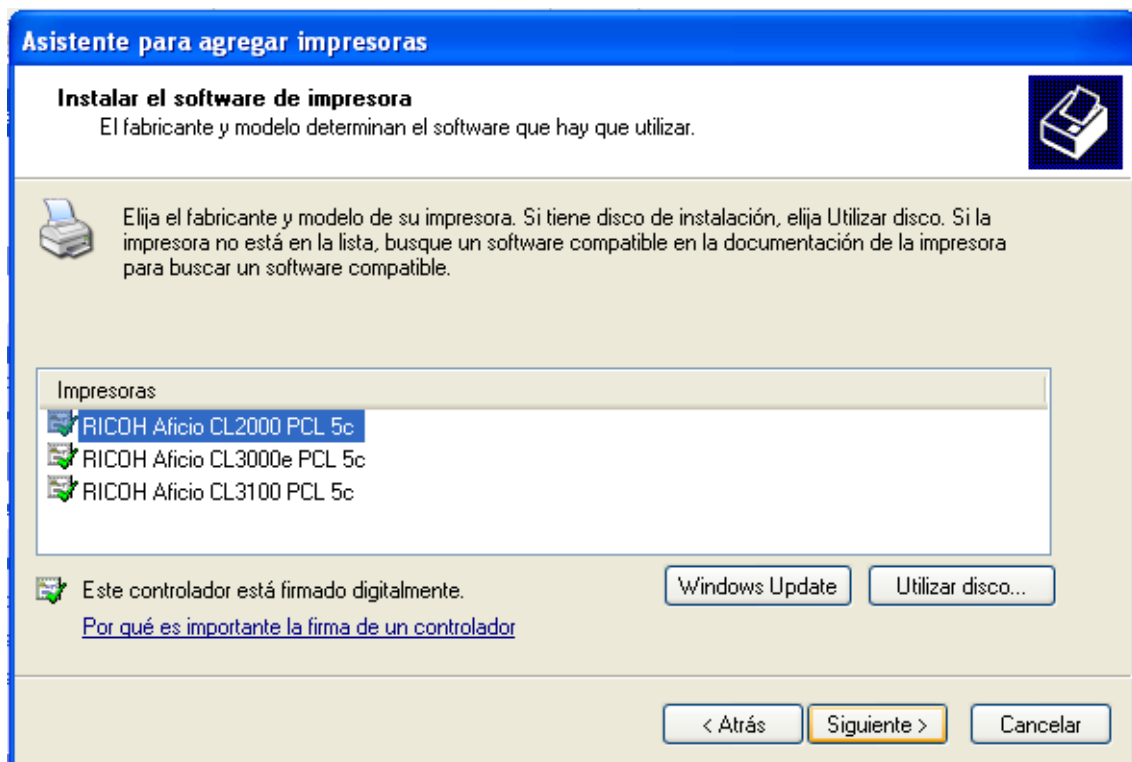 Asistente para agregar impresoras
Instalar el software de impresora
El fabricante y modelo determinan el software que hay que utilizar.
Elija el fabricante y modelo de su impresora. Si tiene disco de instalación, elija Utilizar disco. Si la
impresora no está en la lista, busque un software compatible en la documentación de la impresora
para buscar un software compatible.
Impresoras
RICOH Aficio CL2000 PCL 5c
RICOH Aficio CL3000e PCL 5c
RICOH Aficio CL3100 PCL 5c
Este controlador está firmado digitalmente.
Windows Update
Utilizar disco...
Por qué es importante la firma de un controlador
< Atrás
Siguiente >
Cancelar